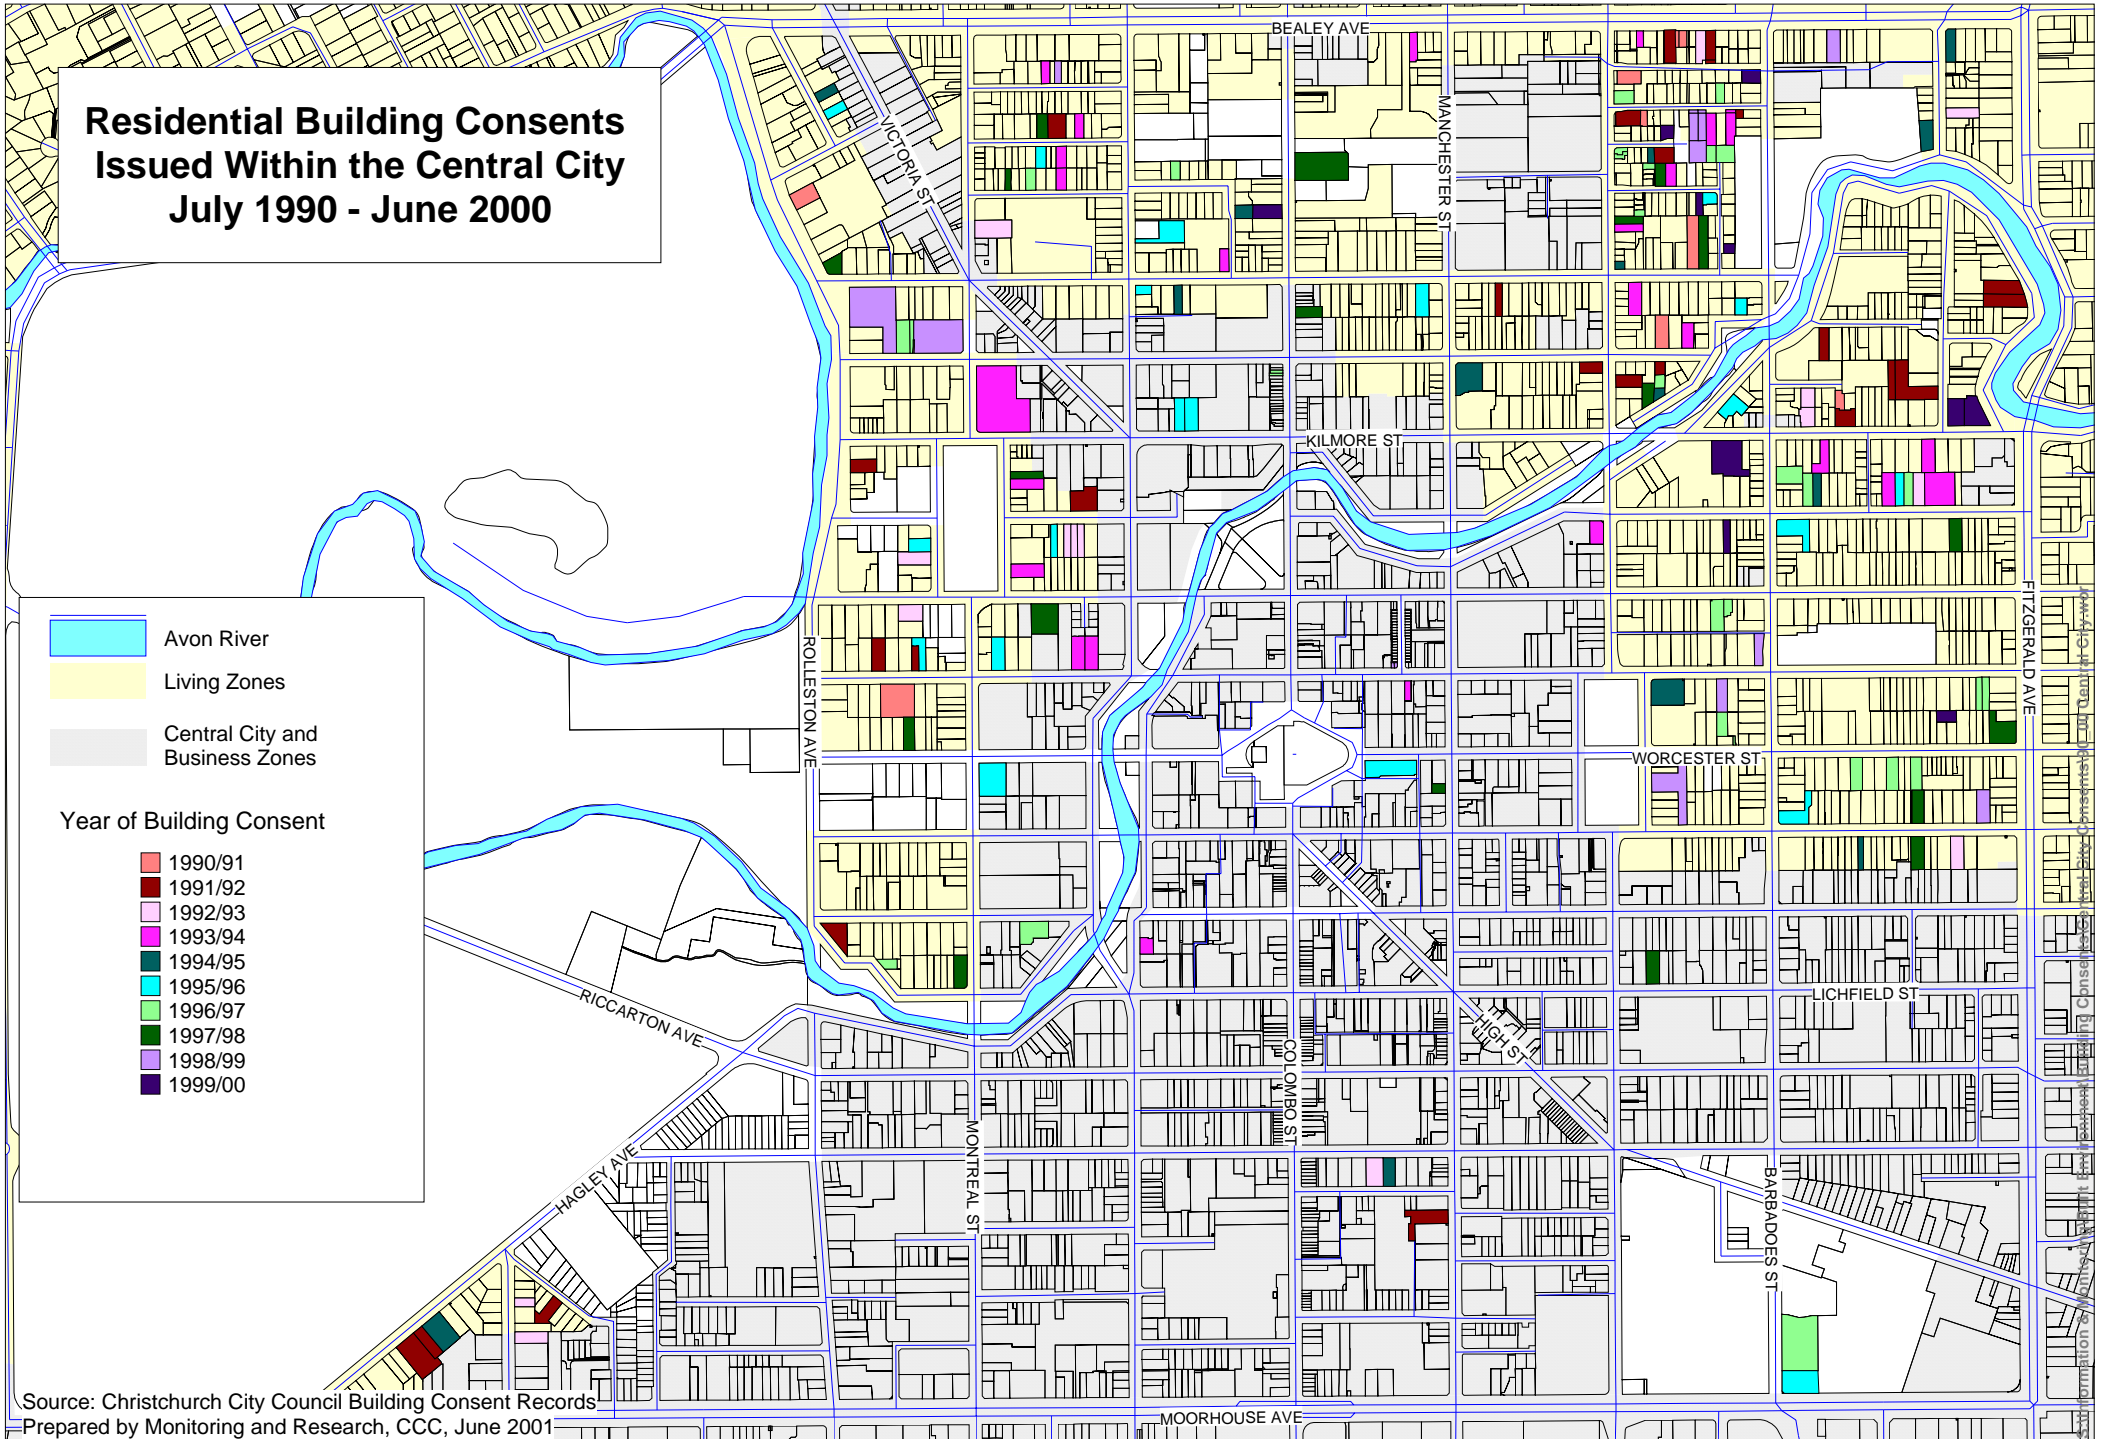 Residential Building Consents
Issued Within the Central City
July 1990 - June 2000
BEALEY AVE
VICTORIA ST
MANCHESTER ST
KILMORE ST
ROLLESTON AVE
FITZGERALD AVE
WORCESTER ST
RICCARTON AVE
LICHFIELD ST
HIGH ST
COLOMBO ST
MONTREAL ST
HAGLEY AVE
BARBADOES ST
MOORHOUSE AVE
Avon River
Living Zones
Central City and
Business Zones
Year of Building Consent
1990/91
1991/92
1992/93
1993/94
1994/95
1995/96
1996/97
1997/98
1998/99
1999/00
Source: Christchurch City Council Building Consent Records
Prepared by Monitoring and Research, CCC, June 2001